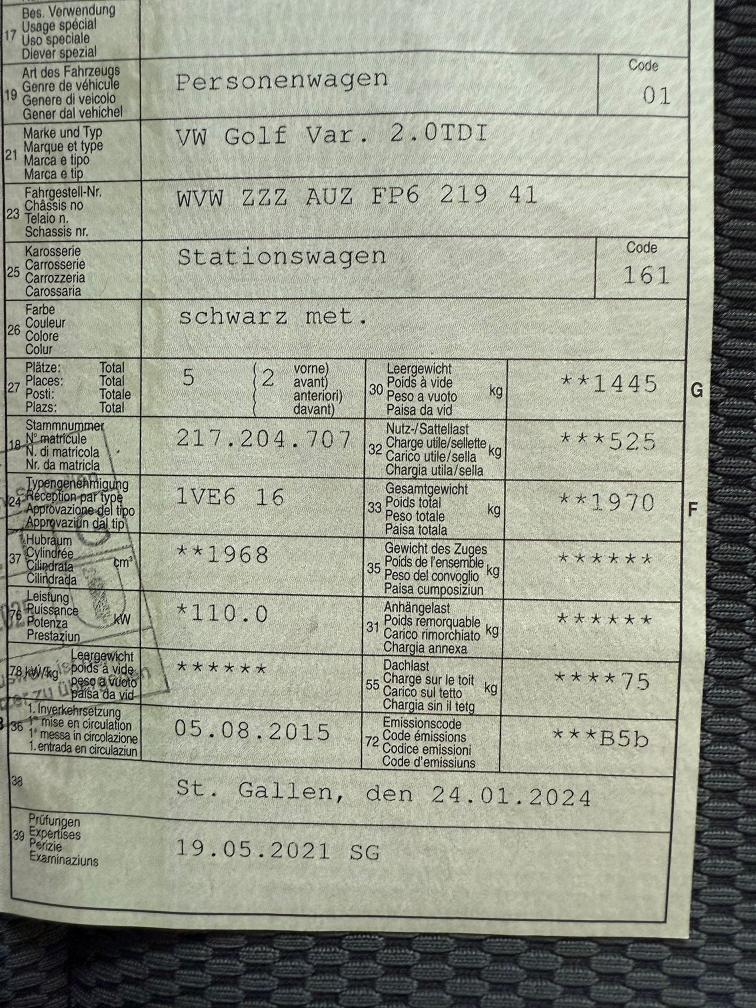 17 Bes. Verwendung
Usage spécial
Uso speciale
Diever spezial
19 Art des Fahrzeugs
Genre de véhicule
Genere di veicolo
Gener dal vehichel
Personenwagen
Code
01
21 Marke und Typ
Marque et type
Marca e tipo
Marca e tip
VW Golf Var. 2.0TDI
23 Fahrgestell-Nr.
Châssis no
Telaio n.
Schassis nr.
WVW ZZZ AUZ FP6 219 41
25 Karosserie
Carrosserie
Carrozzeria
Carossaria
Stationswagen
Code
161
26 Farbe
Couleur
Colore
Colur
schwarz met.
27 Plätze: Total
Places: Total
Posti: Totale
Plazs: Total
5 ( 2 vorne)
avant)
anteriori)
davant)
30 Leergewicht
Poids à vide
Peso a vuoto
Paisa da vid
kg
**1445
G
18 Stammnummer
N° matricule
N. di matricola
Nr. da matricla
217.204.707
32 Nutz-/Sattellast
Charge utile/sellette
Carico utile/sella
Chargia utila/sella
kg
***525
24 Typengenehmigung
Réception par type
Approvazione del tipo
Approvaziun dal tip
1VE6 16
33 Gesamtgewicht
Poids total
Peso totale
Paisa totala
kg
**1970
F
37 Hubraum
Cylindrée
Cilindrata
Cilindrada
cm³
**1968
35 Gewicht des Zuges
Poids de l'ensemble
Peso del convoglio
Paisa cumposiziun
kg
******
76 Leistung
Puissance
Potenza
Prestaziun
kW
*110.0
31 Anhängelast
Poids remorquable
Carico rimorchiato
Chargia annexa
kg
******
78 kW/kg Leergewicht
poids à vide
peso a vuoto
paisa da vid
******
55 Dachlast
Charge sur le toit
Carico sul tetto
Chargia sin il tetg
kg
****75
36 1. Inverkehrsetzung
1re mise en circulation
1a messa in circolazione
1. entrada en circulaziun
05.08.2015
72 Emissionscode
Code émissions
Codice emissioni
Code d'emissiuns
***B5b
38
St. Gallen, den 24.01.2024
39 Prüfungen
Expertises
Perizie
Examinaziuns
19.05.2021 SG